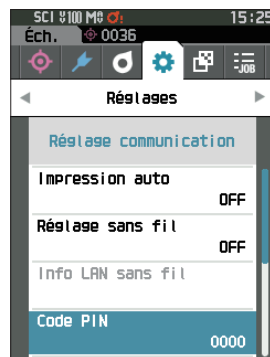 SCI 100 M 15:25
Éch. 0036
-JOB
Réglages
Réglage communication
Impression auto
OFF
Réglage sans fil
OFF
Info LAN sans fil
Code PIN
0000